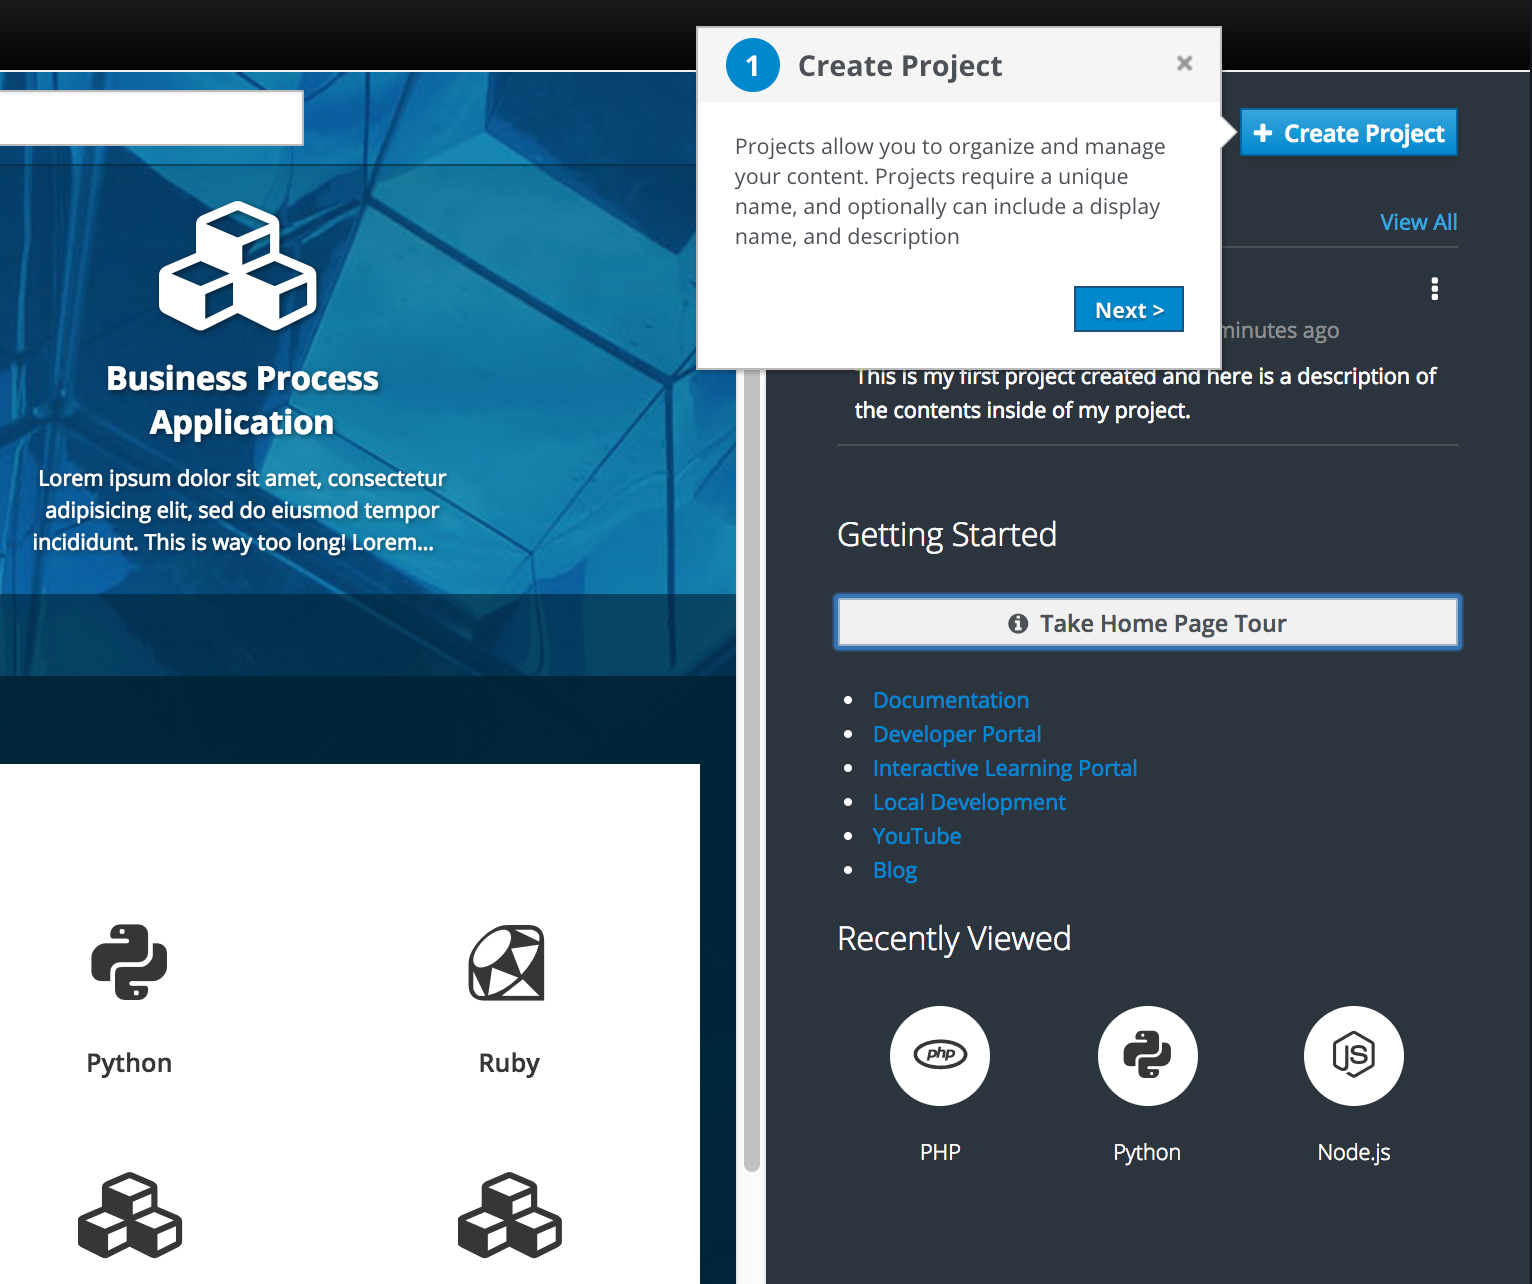 1 Create Project ×
Projects allow you to organize and manage
your content. Projects require a unique
name, and optionally can include a display
name, and description
Next >
+ Create Project
View All
minutes ago
This is my first project created and here is a description of
the contents inside of my project.
Business Process
Application
Lorem ipsum dolor sit amet, consectetur
adipisicing elit, sed do eiusmod tempor
incididunt. This is way too long! Lorem...
Getting Started
Take Home Page Tour
Documentation
Developer Portal
Interactive Learning Portal
Local Development
YouTube
Blog
Python
Ruby
Recently Viewed
php
JS
PHP
Python
Node.js